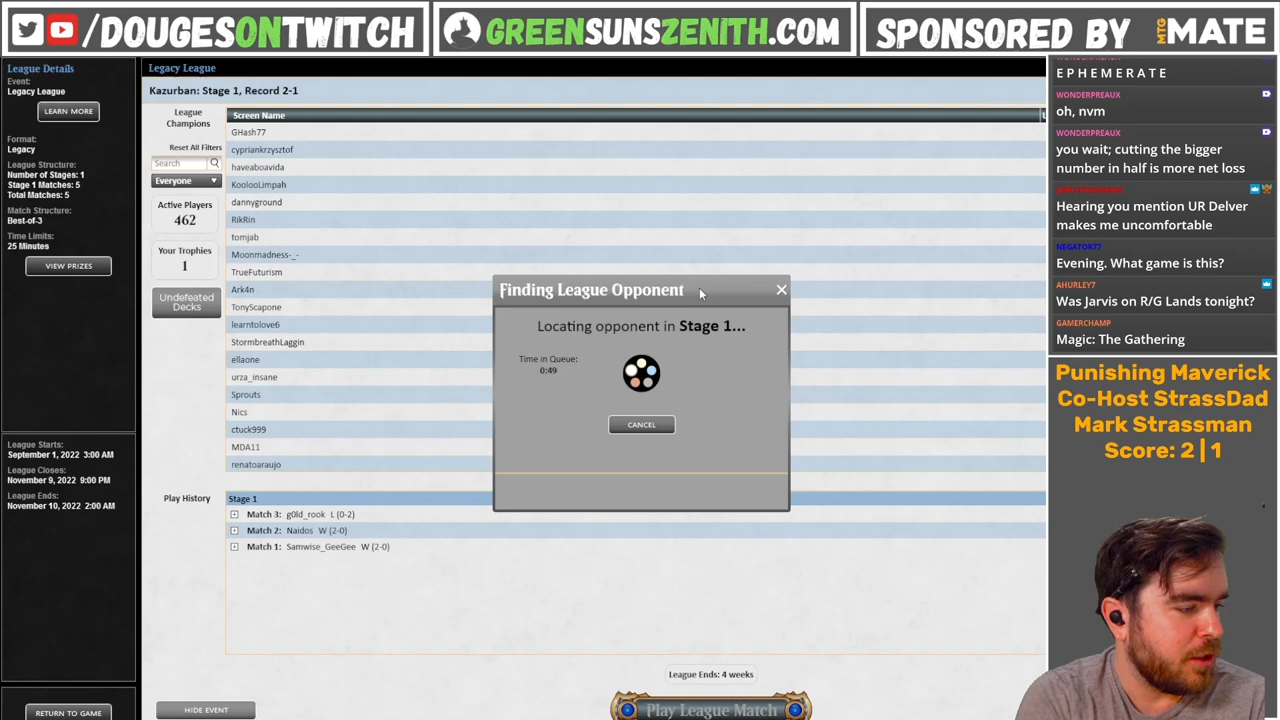 /DOUGESONTWITCH
GREENSUNSZENITH.COM
SPONSORED BY MTG MATE
League Details
Event:
Legacy League
LEARN MORE
Format:
Legacy
League Structure:
Number of Stages: 1
Stage 1 Matches: 5
Total Matches: 5
Match Structure:
Best-of-3
Time Limits:
25 Minutes
VIEW PRIZES
League Starts:
September 1, 2022 3:00 AM
League Closes:
November 9, 2022 9:00 PM
League Ends:
November 10, 2022 2:00 AM
RETURN TO GAME
Legacy League
Kazurban: Stage 1, Record 2-1
League
Champions
Reset All Filters
Search
Everyone
Active Players
462
Your Trophies
1
Undefeated
Decks
Screen Name
GHash77
cypriankrzysztof
haveaboavida
KoolooLimpah
dannyground
RikRin
tomjab
Moonmadness-_-
TrueFuturism
Ark4n
TonyScapone
learntolove6
StormbreathLaggin
ellaone
urza_insane
Sprouts
Nics
ctuck999
MDA11
renatoaraujo
Finding League Opponent
Locating opponent in Stage 1...
Time in Queue:
0:49
CANCEL
Play History
Stage 1
Match 3: g0ld_rook L (0-2)
Match 2: Naidos W (2-0)
Match 1: Samwise_GeeGee W (2-0)
League Ends: 4 weeks
HIDE EVENT
Play League Match
E P H E M E R A T E
WONDERPREAUX
oh, nvm
WONDERPREAUX
you wait; cutting the bigger
number in half is more net loss
Hearing you mention UR Delver
makes me uncomfortable
NEGATOR77
Evening. What game is this?
AHURLEY7
Was Jarvis on R/G Lands tonight?
GAMERCHAMP
Magic: The Gathering
Punishing Maverick
Co-Host StrassDad
Mark Strassman
Score: 2 | 1